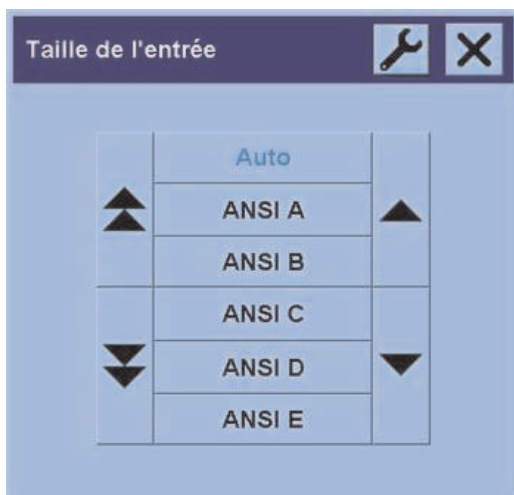 Taille de l'entrée
Auto
ANSI A
ANSI B
ANSI C
ANSI D
ANSI E